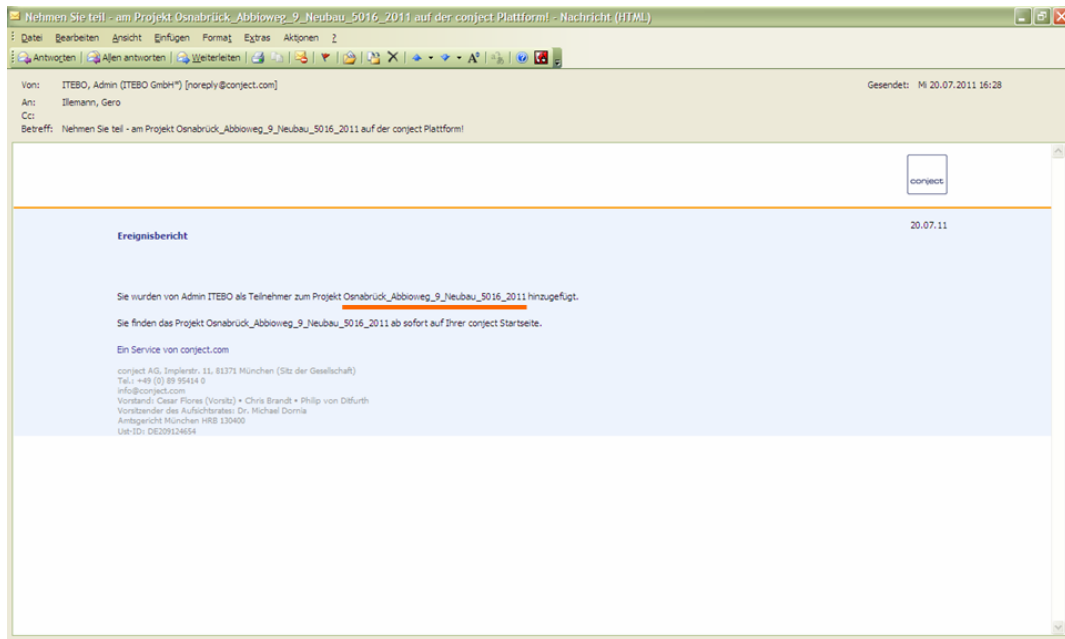 Nehmen Sie teil - am Projekt Osnabrück_Abbioweg_9_Neubau_5016_2011 auf der conject Plattform! - Nachricht (HTML)
Datei Bearbeiten Ansicht Einfügen Format Extras Aktionen ?
Antworten Allen antworten Weiterleiten
Von: ITEBO, Admin (ITEBO GmbH*) [noreply@conject.com] Gesendet: Mi 20.07.2011 16:28
An: Illemann, Gero
Cc:
Betreff: Nehmen Sie teil - am Projekt Osnabrück_Abbioweg_9_Neubau_5016_2011 auf der conject Plattform!
conject
20.07.11
Ereignisbericht
Sie wurden von Admin ITEBO als Teilnehmer zum Projekt Osnabrück_Abbioweg_9_Neubau_5016_2011 hinzugefügt.
Sie finden das Projekt Osnabrück_Abbioweg_9_Neubau_5016_2011 ab sofort auf Ihrer conject Startseite.
Ein Service von conject.com
conject AG, Implerstr. 11, 81371 München (Sitz der Gesellschaft)
Tel.: +49 (0) 89 95414 0
info@conject.com
Vorstand: Cesar Flores (Vorsitz) • Chris Brandt • Philip von Ditfurth
Vorsitzender des Aufsichtsrates: Dr. Michael Dornia
Amtsgericht München HRB 130400
Ust-ID: DE209124654